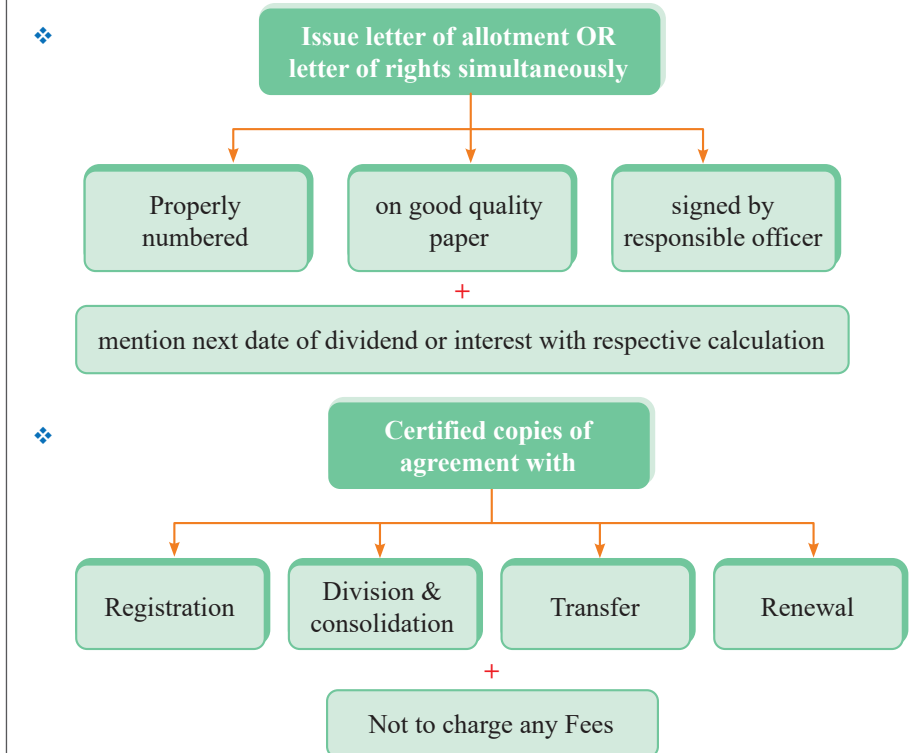 Issue letter of allotment OR
letter of rights simultaneously
Properly
numbered
on good quality
paper
signed by
responsible officer
+
mention next date of dividend or interest with respective calculation
Certified copies of
agreement with
Registration
Division &
consolidation
Transfer
Renewal
+
Not to charge any Fees